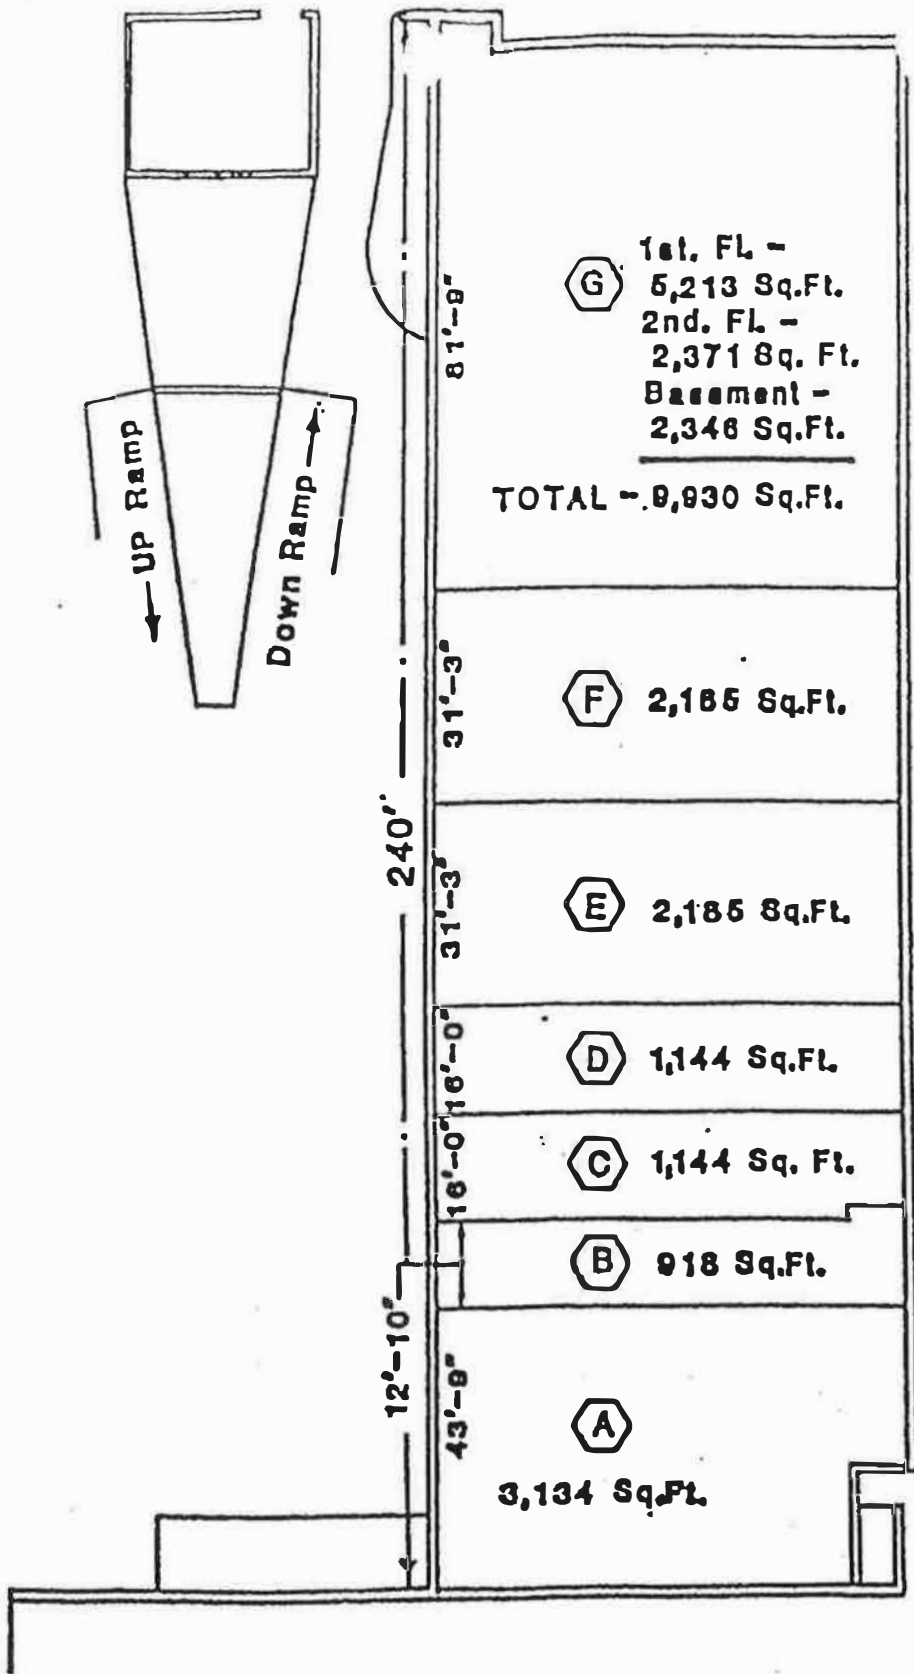 G
1st. Fl. -
5,213 Sq.Ft.
2nd. Fl. -
2,371 Sq. Ft.
Basement -
2,346 Sq.Ft.
TOTAL - 9,930 Sq.Ft.
81'-9"
UP Ramp
Down Ramp
F 2,165 Sq.Ft.
31'-3"
240'
E 2,185 Sq.Ft.
31'-3"
D 1,144 Sq.Ft.
16'-0"
C 1,144 Sq. Ft.
16'-0"
B 918 Sq.Ft.
12'-10"
A
3,134 Sq.Ft.
43'-9"